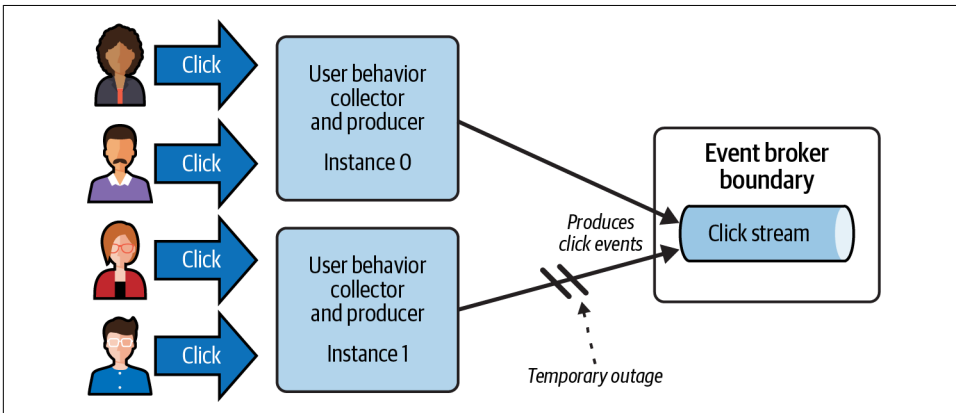 Click
User behavior
collector
and producer
Instance 0
Click
Click
User behavior
collector
and producer
Instance 1
Click
Produces
click events
Temporary outage
Event broker
boundary
Click stream